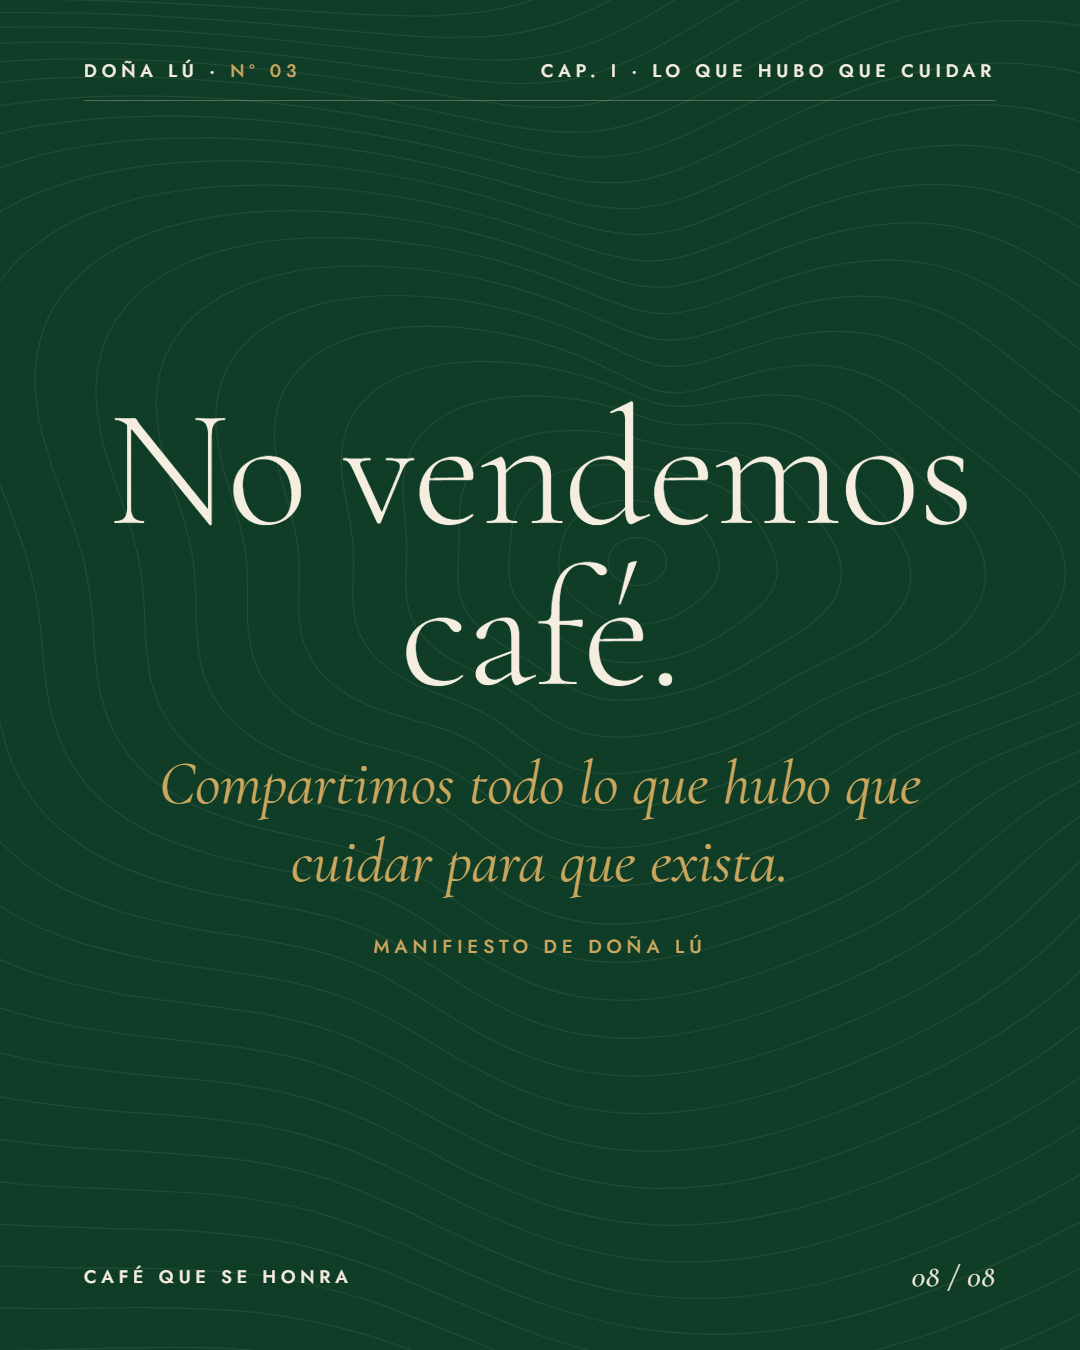 DOÑA LÚ · N° 03
CAP. I · LO QUE HUBO QUE CUIDAR
No vendemos
café.
Compartimos todo lo que hubo que
cuidar para que exista.
MANIFIESTO DE DOÑA LÚ
CAFÉ QUE SE HONRA
08 / 08